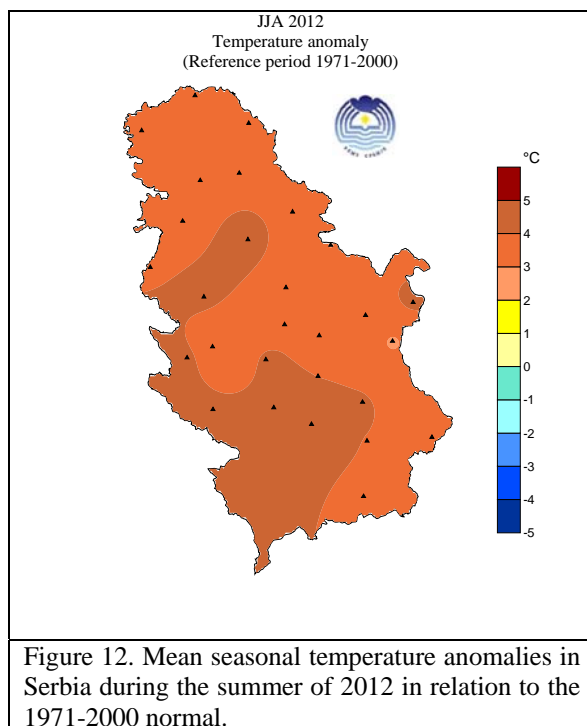 JJA 2012
Temperature anomaly
(Reference period 1971-2000)
°C
5
4
3
2
1
0
-1
-2
-3
-4
-5
Figure 12. Mean seasonal temperature anomalies in
Serbia during the summer of 2012 in relation to the
1971-2000 normal.